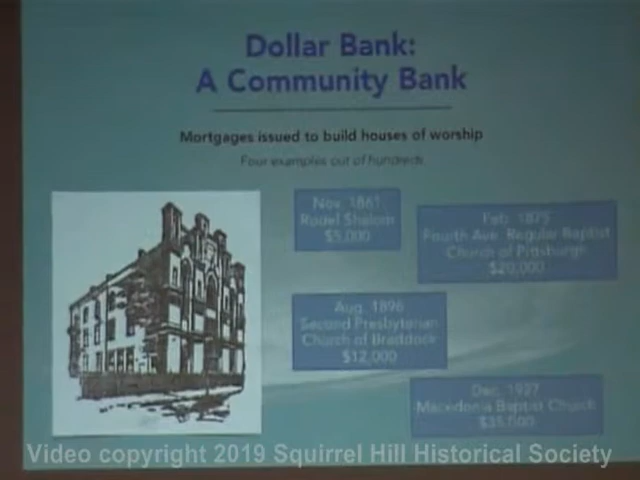 Dollar Bank:
A Community Bank
Mortgages issued to build houses of worship
Four examples out of hundreds
Nov. 1861
Rodef Shalom
$5,000
Feb. 1875
Fourth Ave. Regular Baptist
Church of Pittsburgh
$20,000
Aug. 1896
Second Presbyterian
Church of Braddock
$12,000
Dec. 1927
Macedonia Baptist Church
$35,000
Video copyright 2019 Squirrel Hill Historical Society